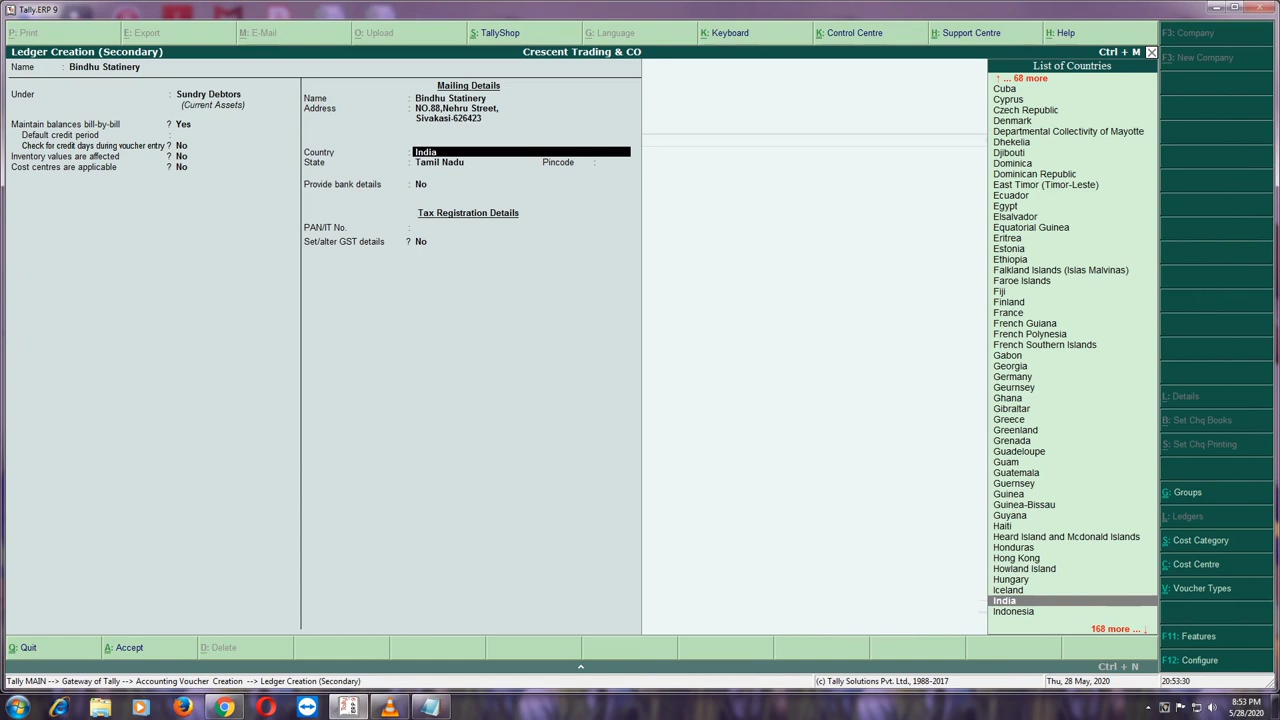 Tally.ERP 9
P: Print
E: Export
M: E-Mail
O: Upload
S: TallyShop
G: Language
K: Keyboard
K: Control Centre
H: Support Centre
H: Help
F3: Company
F3: New Company
Ledger Creation (Secondary)
Crescent Trading & CO
Ctrl + M
Name : Bindhu Statinery
Under : Sundry Debtors
(Current Assets)
Maintain balances bill-by-bill ? Yes
Default credit period :
Check for credit days during voucher entry ? No
Inventory values are affected ? No
Cost centres are applicable ? No
Mailing Details
Name : Bindhu Statinery
Address : NO.88,Nehru Street,
Sivakasi-626423
Country : India
State : Tamil Nadu Pincode :
Provide bank details : No
Tax Registration Details
PAN/IT No. :
Set/alter GST details ? No
List of Countries
↑ ... 68 more
Cuba
Cyprus
Czech Republic
Denmark
Departmental Collectivity of Mayotte
Dhekelia
Djibouti
Dominica
Dominican Republic
East Timor (Timor-Leste)
Ecuador
Egypt
Elsalvador
Equatorial Guinea
Eritrea
Estonia
Ethiopia
Falkland Islands (Islas Malvinas)
Faroe Islands
Fiji
Finland
France
French Guiana
French Polynesia
French Southern Islands
Gabon
Georgia
Germany
Geurnsey
Ghana
Gibraltar
Greece
Greenland
Grenada
Guadeloupe
Guam
Guatemala
Guernsey
Guinea
Guinea-Bissau
Guyana
Haiti
Heard Island and Mcdonald Islands
Honduras
Hong Kong
Howland Island
Hungary
Iceland
India
Indonesia
168 more ... ↓
L: Details
B: Set Chq Books
S: Set Chq Printing
G: Groups
L: Ledgers
S: Cost Category
C: Cost Centre
V: Voucher Types
F11: Features
F12: Configure
Q: Quit
A: Accept
D: Delete
Ctrl + N
Tally MAIN --> Gateway of Tally --> Accounting Voucher Creation --> Ledger Creation (Secondary)
(c) Tally Solutions Pvt. Ltd., 1988-2017
Thu, 28 May, 2020
20:53:30
8:53 PM
5/28/2020